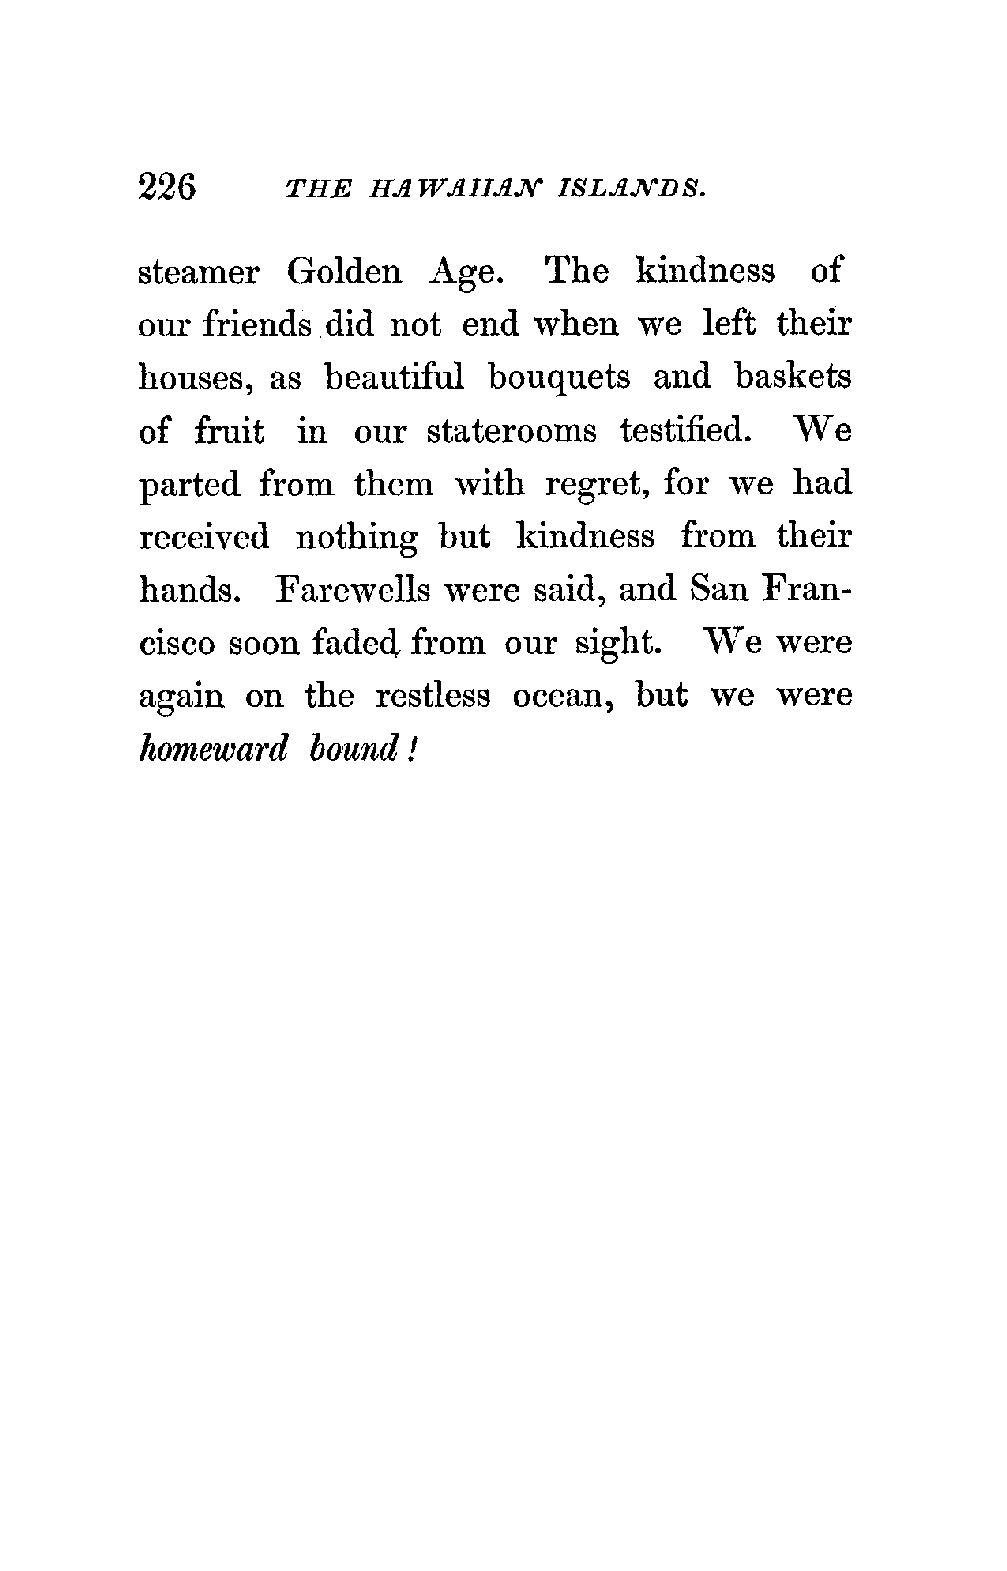 226 THE HAWAIIAN ISLANDS.
steamer Golden Age. The kindness of
our friends did not end when we left their
houses, as beautiful bouquets and baskets
of fruit in our staterooms testified. We
parted from them with regret, for we had
received nothing but kindness from their
hands. Farewells were said, and San Fran-
cisco soon faded from our sight. We were
again on the restless ocean, but we were
homeward bound!